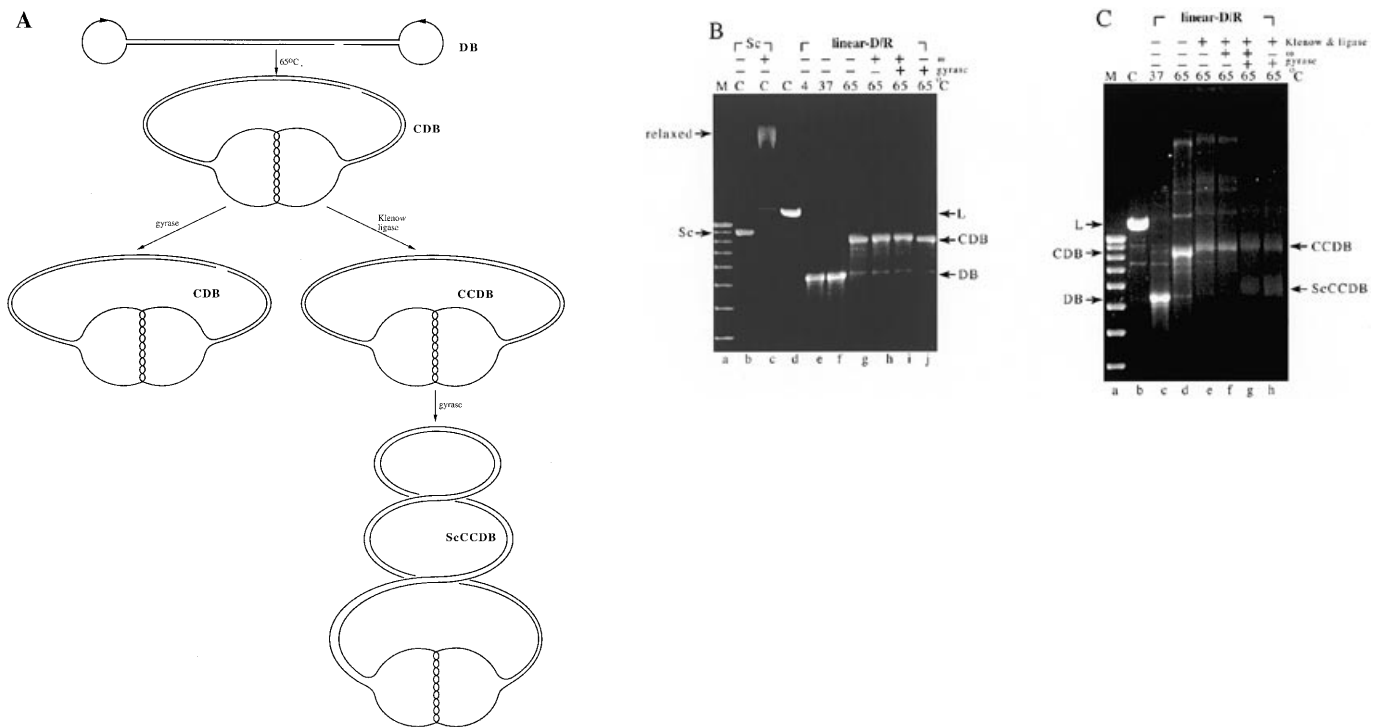 A
DB
65°C.
CDB
gyrase
Klenow
ligase
CDB
CCDB
gyrase
ScCCDB
B
Sc
linear-D/R
– + – – – + + – ω
– – – – – – + + gyrase
M C C C 4 37 65 65 65 65 °C
relaxed
L
Sc
CDB
DB
a b c d e f g h i j
C
linear-D/R
– – + + + + Klenow & ligase
– – – + + – ω
– – – – + + gyrase
M C 37 65 65 65 65 65 °C
L
CDB
CCDB
DB
ScCCDB
a b c d e f g h